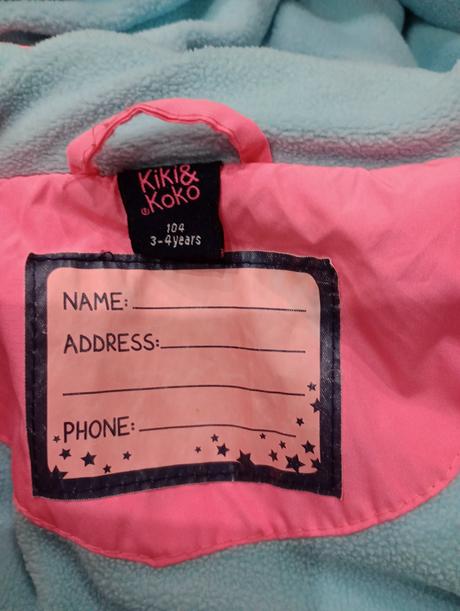 KiKi&
®KOKO
104
3-4years
NAME:
ADDRESS:
PHONE: